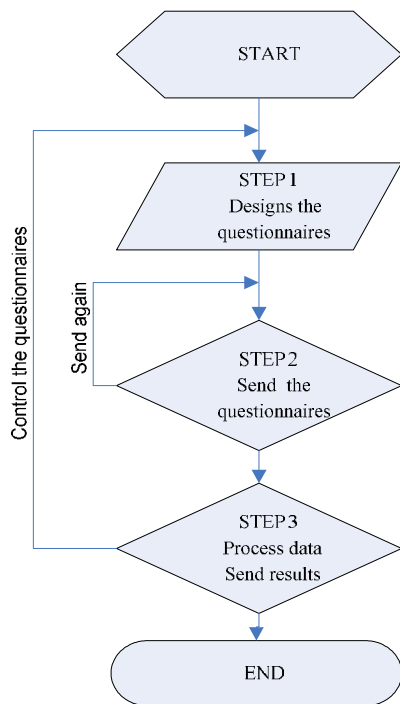 START
STEP 1
Designs the
questionnaires
Control the questionnaires
Send again
STEP 2
Send the
questionnaires
STEP 3
Process data
Send results
END